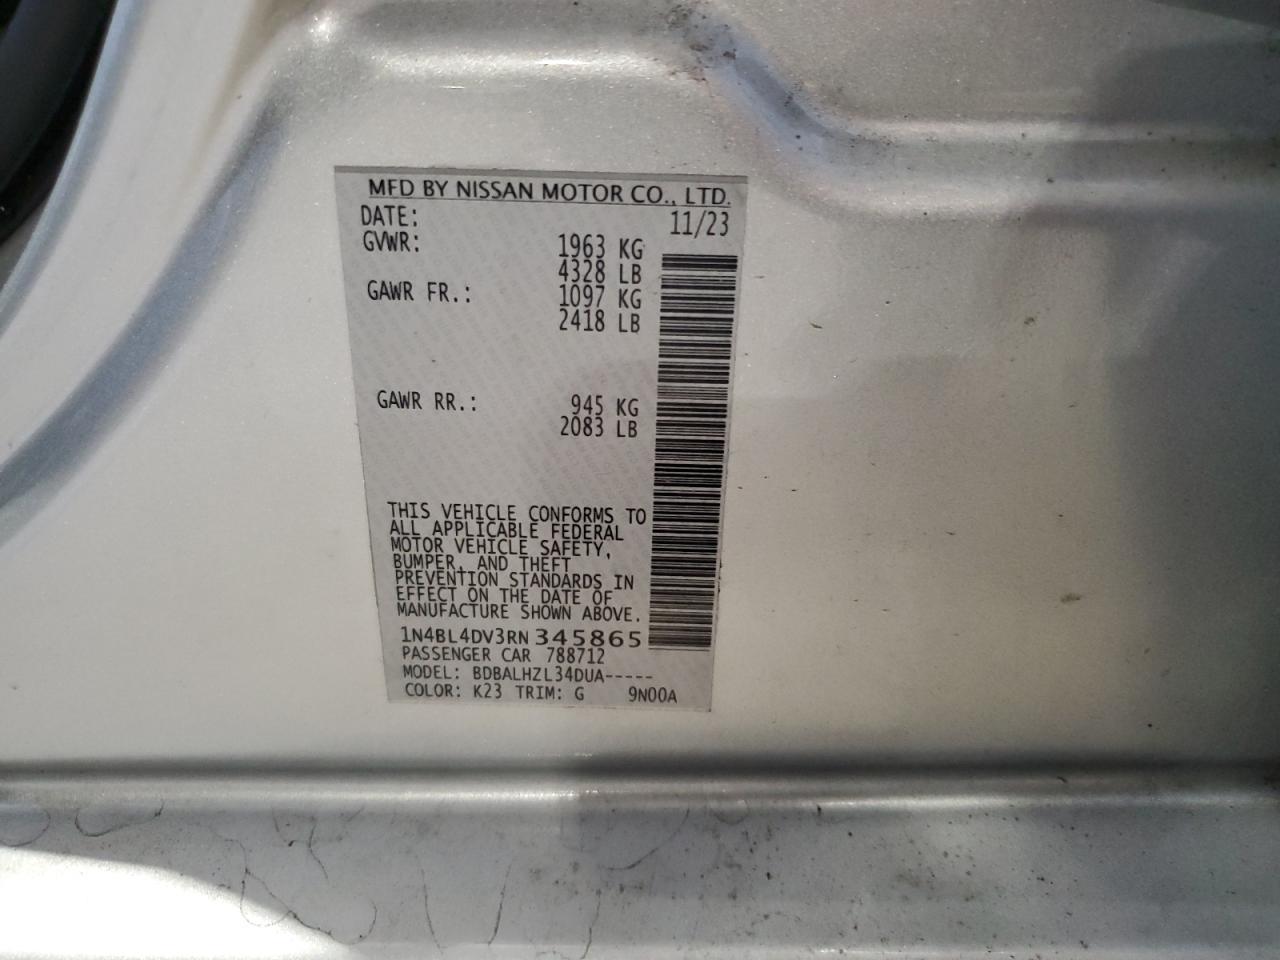 MFD BY NISSAN MOTOR CO., LTD.
DATE: 11/23
GVWR: 1963 KG
4328 LB
GAWR FR.: 1097 KG
2418 LB
GAWR RR.: 945 KG
2083 LB
THIS VEHICLE CONFORMS TO
ALL APPLICABLE FEDERAL
MOTOR VEHICLE SAFETY,
BUMPER, AND THEFT
PREVENTION STANDARDS IN
EFFECT ON THE DATE OF
MANUFACTURE SHOWN ABOVE.
1N4BL4DV3RN345865
PASSENGER CAR 788712
MODEL: BDBALHZL34DUA-----
COLOR: K23 TRIM: G 9N00A